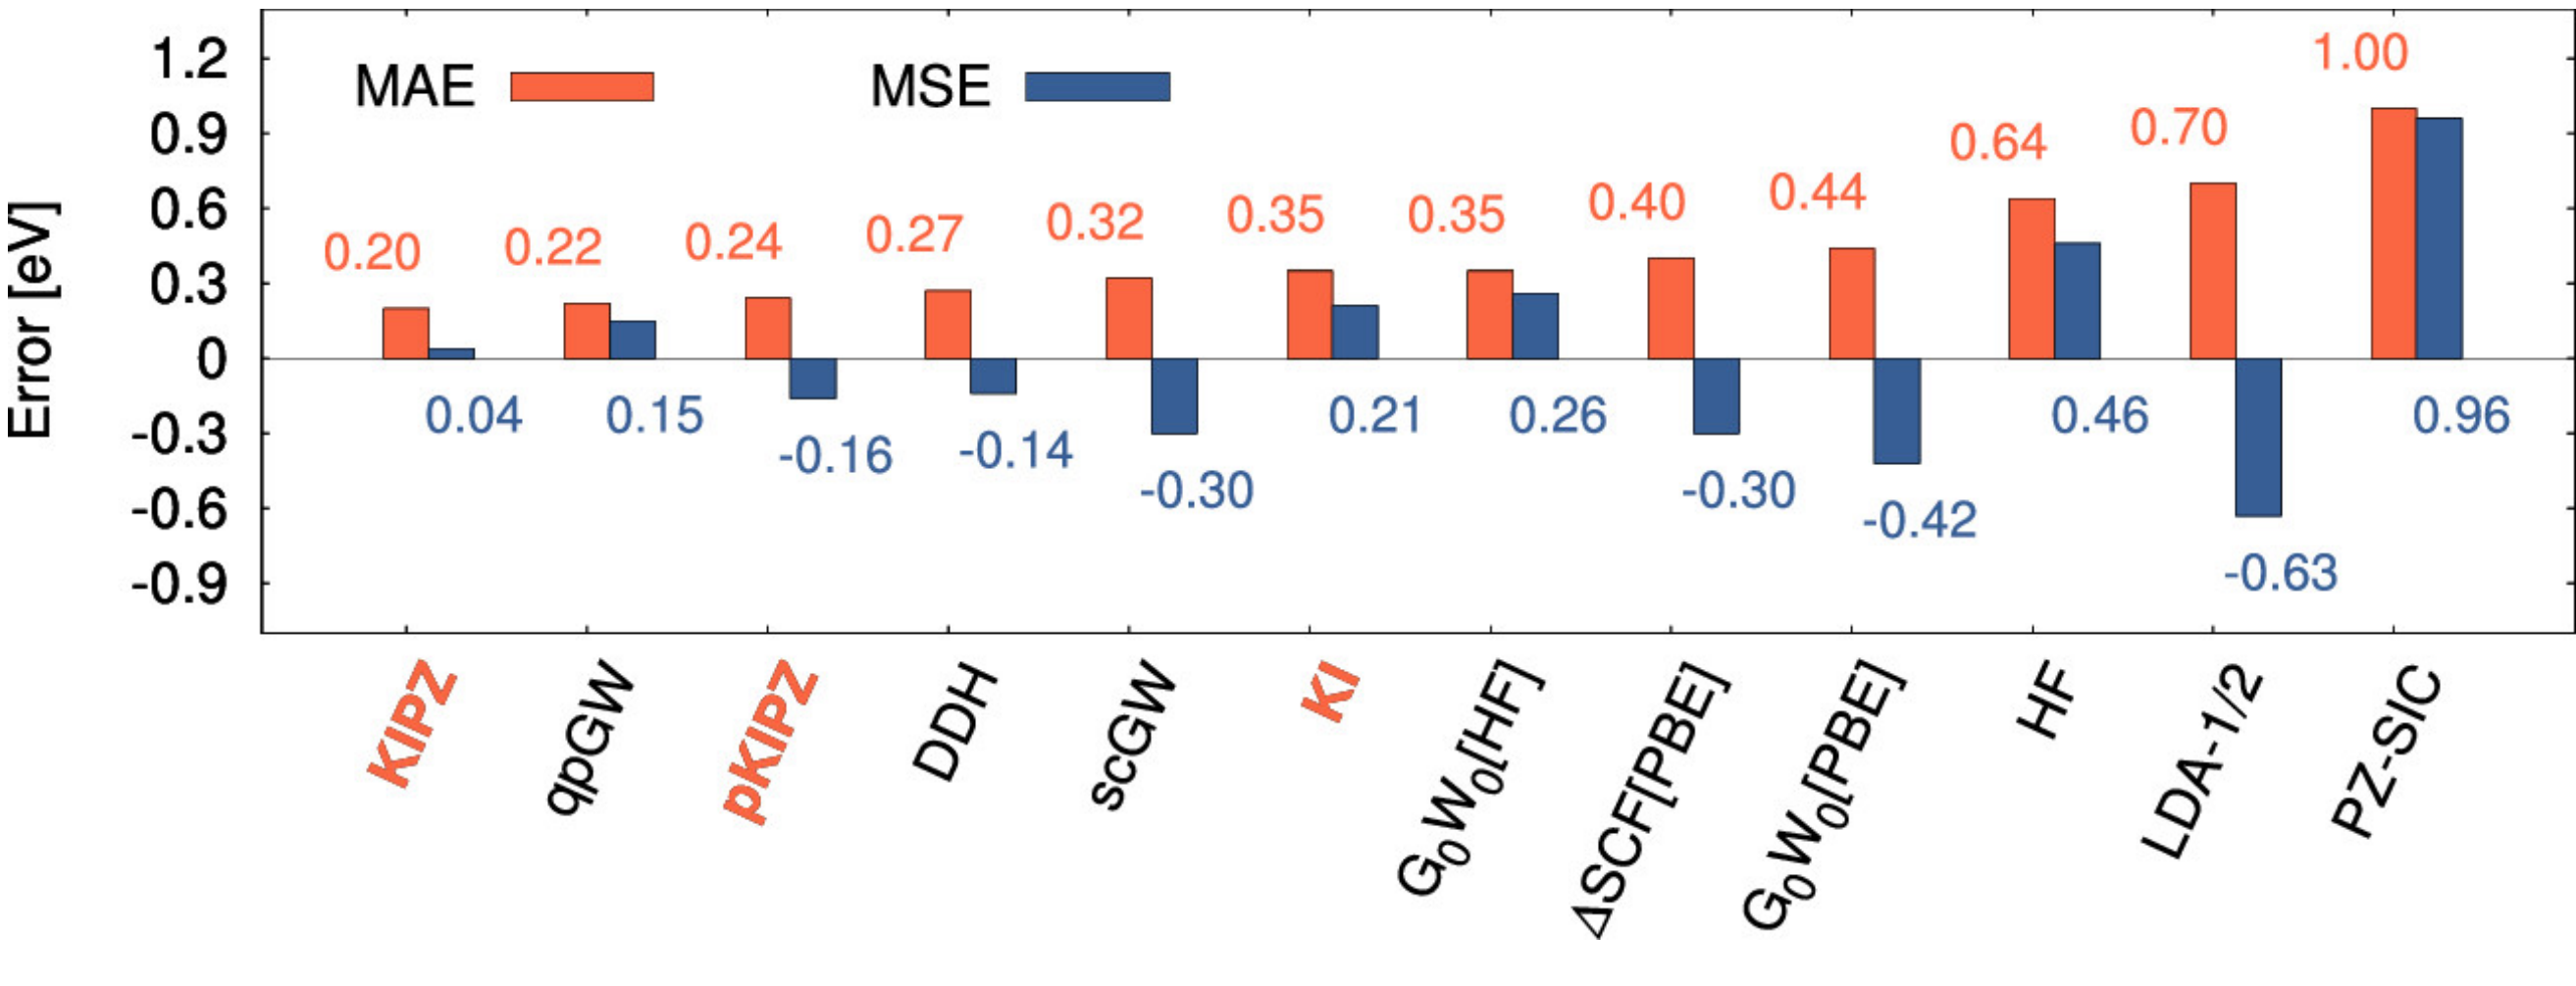 Error [eV]
1.2
0.9
0.6
0.3
0
-0.3
-0.6
-0.9
MAE
MSE
0.20
0.22
0.24
0.27
0.32
0.35
0.35
0.40
0.44
0.64
0.70
1.00
0.04
0.15
-0.16
-0.14
-0.30
0.21
0.26
-0.30
-0.42
0.46
-0.63
0.96
KIPZ
qpGW
pKIPZ
DDH
scGW
KI
G₀W₀[HF]
ΔSCF[PBE]
G₀W₀[PBE]
HF
LDA-1/2
PZ-SIC